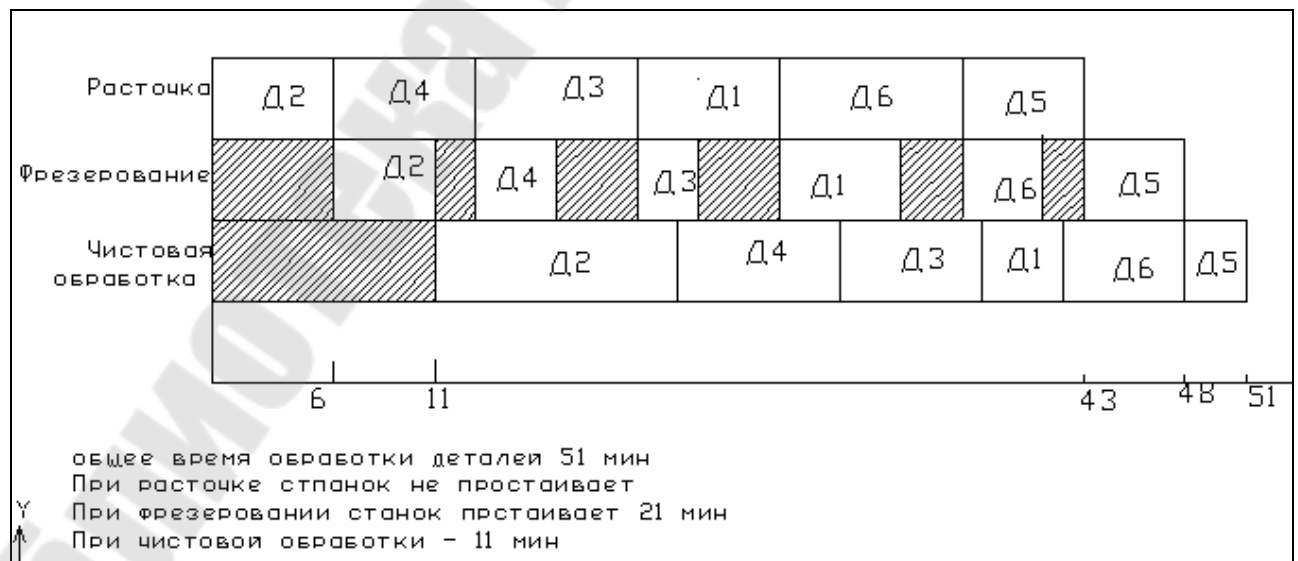 Расточка Д2 Д4 Д3 Д1 Д6 Д5
Фрезерование Д2 Д4 Д3 Д1 Д6 Д5
Чистовая
обработка Д2 Д4 Д3 Д1 Д6 Д5
6 11 43 48 51
общее время обработки деталей 51 мин
При расточке стпанок не простаивает
При фрезеровании станок прстаивает 21 мин
При чистовой обработки - 11 мин
Y